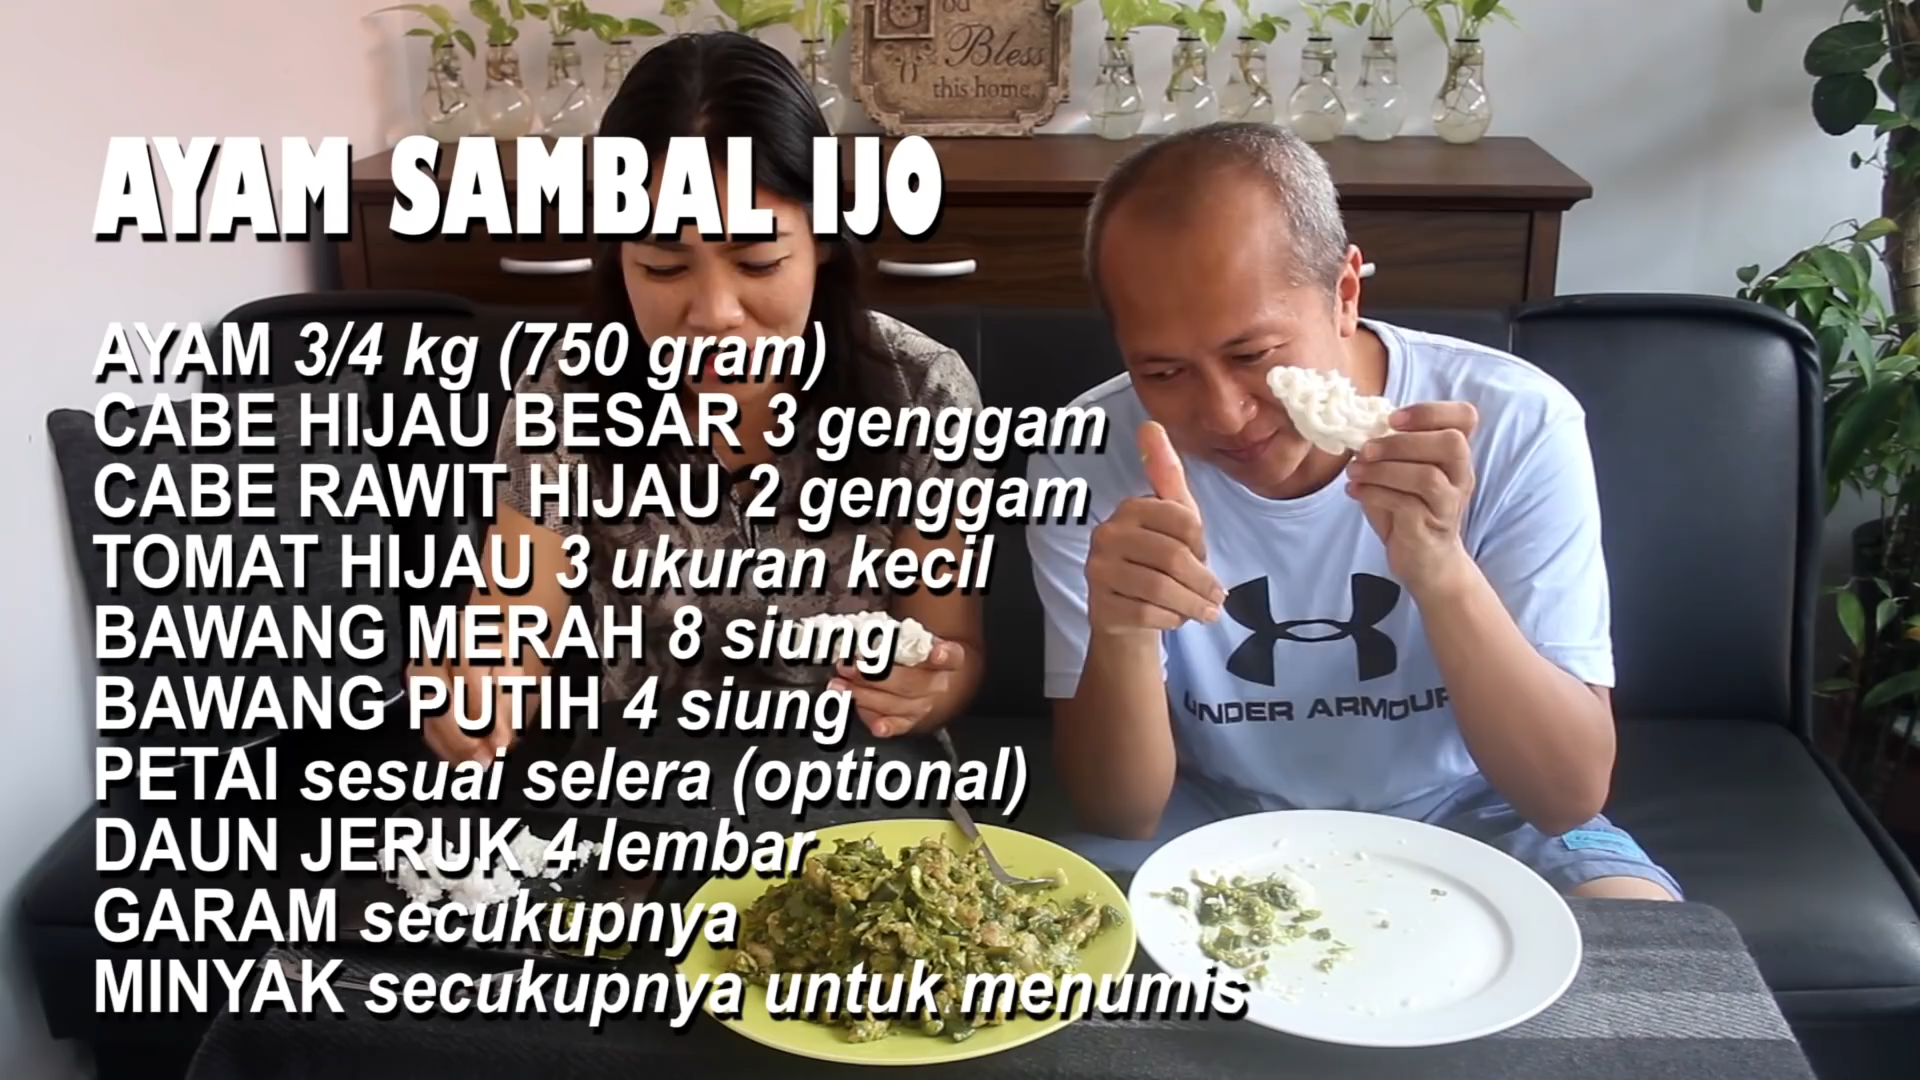 God
Bless
this home.
AYAM SAMBAL IJO
AYAM 3/4 kg (750 gram)
CABE HIJAU BESAR 3 genggam
CABE RAWIT HIJAU 2 genggam
TOMAT HIJAU 3 ukuran kecil
BAWANG MERAH 8 siung
BAWANG PUTIH 4 siung
PETAI sesuai selera (optional)
DAUN JERUK 4 lembar
GARAM secukupnya
MINYAK secukupnya untuk menumis
UNDER ARMOUR